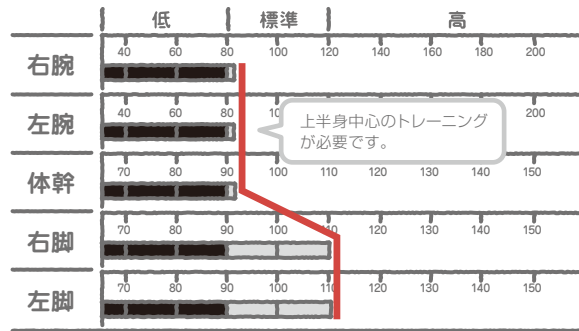 低 標準 高
右腕 40 60 80 100 120 140 160 180 200
左腕 40 60 80 200
上半身中心のトレーニング
が必要です。
体幹 70 80 90 100 110 120 130 140 150
右脚 70 80 90 100 110 120 130 140 150
左脚 70 80 90 100 110 120 130 140 150